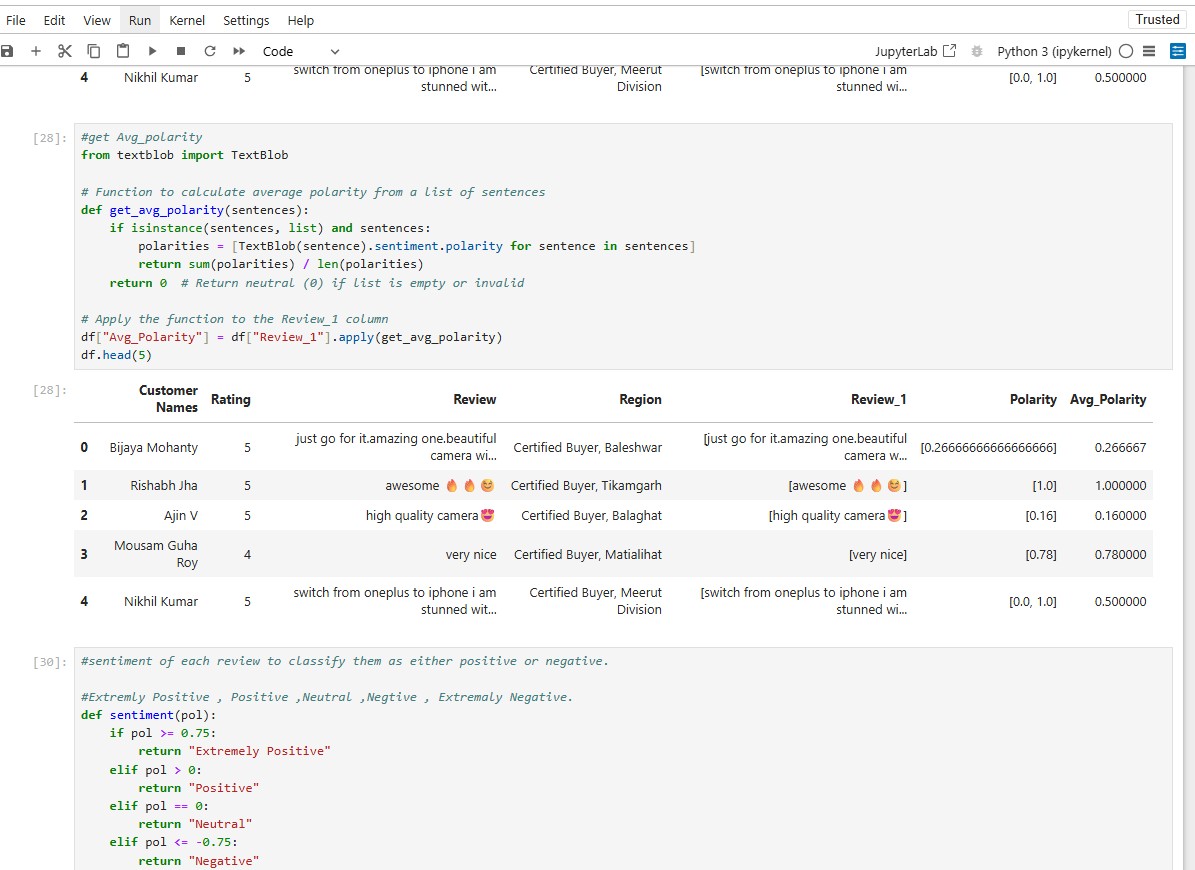 File Edit View Run Kernel Settings Help Trusted
Code JupyterLab Python 3 (ipykernel)
4 Nikhil Kumar 5 switch from oneplus to iphone i am stunned wit... Certified Buyer, Meerut Division [switch from oneplus to iphone i am stunned wi... [0.0, 1.0] 0.500000
[28]: #get Avg_polarity
from textblob import TextBlob
# Function to calculate average polarity from a list of sentences
def get_avg_polarity(sentences):
    if isinstance(sentences, list) and sentences:
        polarities = [TextBlob(sentence).sentiment.polarity for sentence in sentences]
        return sum(polarities) / len(polarities)
    return 0  # Return neutral (0) if list is empty or invalid
# Apply the function to the Review_1 column
df["Avg_Polarity"] = df["Review_1"].apply(get_avg_polarity)
df.head(5)
[28]: Customer Names Rating Review Region Review_1 Polarity Avg_Polarity
0 Bijaya Mohanty 5 just go for it.amazing one.beautiful camera wi... Certified Buyer, Baleshwar [just go for it.amazing one.beautiful camera w... [0.26666666666666666] 0.266667
1 Rishabh Jha 5 awesome 🔥 🔥 😆 Certified Buyer, Tikamgarh [awesome 🔥 🔥 😆] [1.0] 1.000000
2 Ajin V 5 high quality camera😍 Certified Buyer, Balaghat [high quality camera😍] [0.16] 0.160000
3 Mousam Guha Roy 4 very nice Certified Buyer, Matialihat [very nice] [0.78] 0.780000
4 Nikhil Kumar 5 switch from oneplus to iphone i am stunned wit... Certified Buyer, Meerut Division [switch from oneplus to iphone i am stunned wi... [0.0, 1.0] 0.500000
[30]: #sentiment of each review to classify them as either positive or negative.
#Extremly Positive , Positive ,Neutral ,Negtive , Extremaly Negative.
def sentiment(pol):
    if pol >= 0.75:
        return "Extremely Positive"
    elif pol > 0:
        return "Positive"
    elif pol == 0:
        return "Neutral"
    elif pol <= -0.75:
        return "Negative"